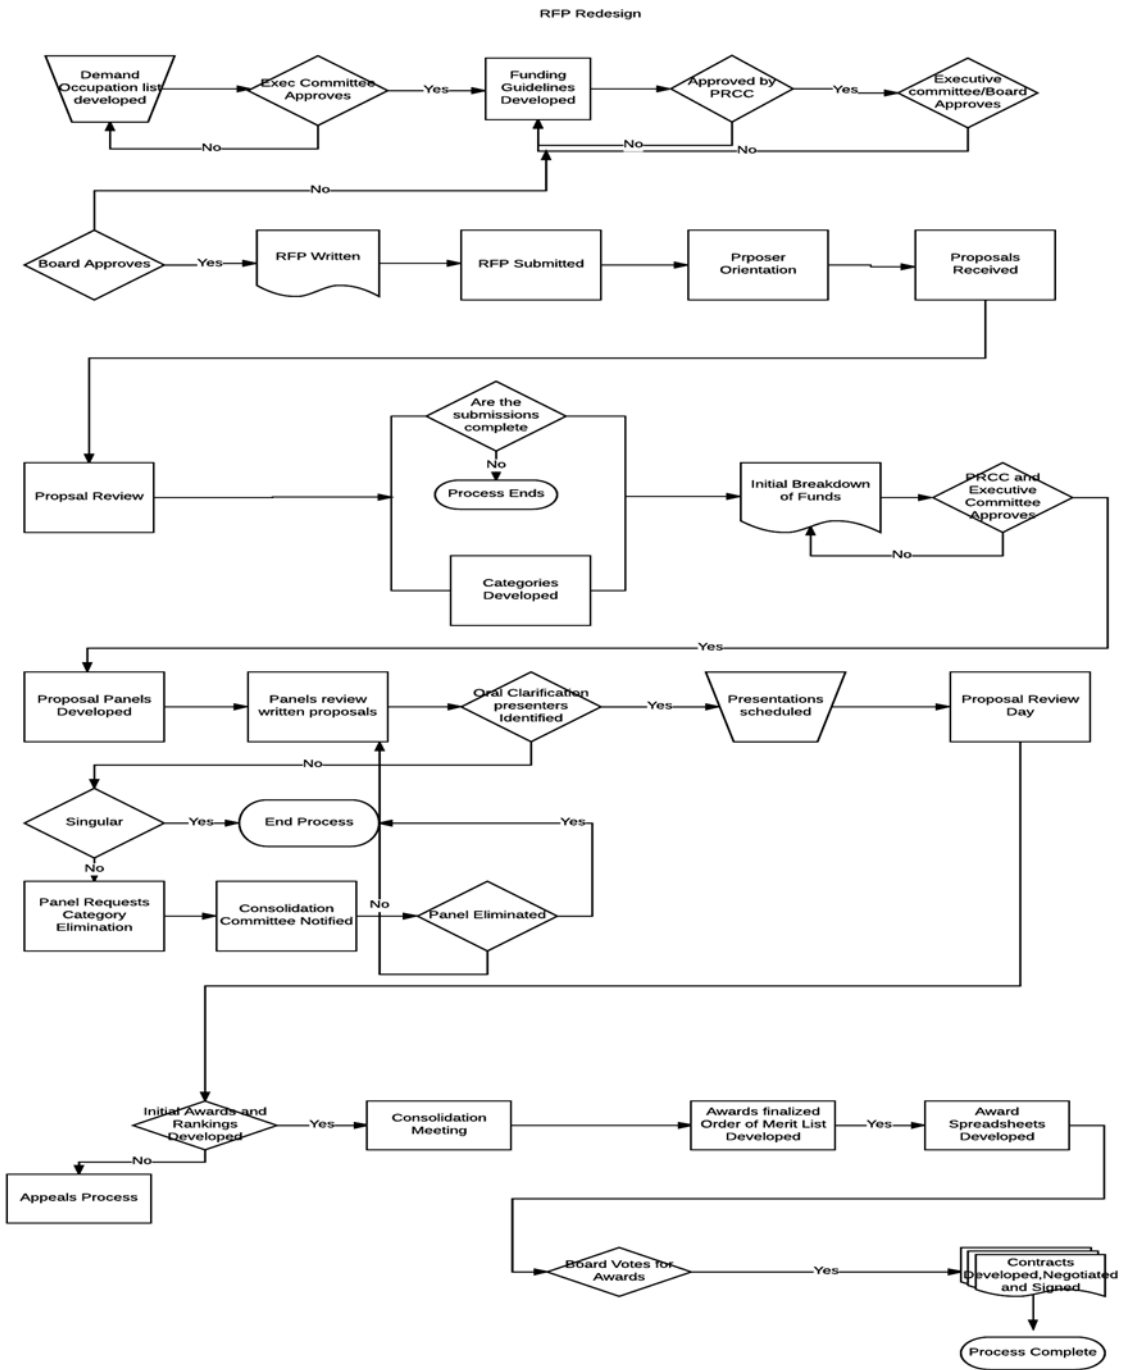 RFP Redesign
Demand
Occupation list
developed
Exec Committee
Approves
Yes
Funding
Guidelines
Developed
Approved by
PRCC
Yes
Executive
committee/Board
Approves
No
No
No
No
Board Approves
Yes
RFP Written
RFP Submitted
Prposer
Orientation
Proposals
Received
Are the
submissions
complete
No
Process Ends
Propsal Review
Initial Breakdown
of Funds
PRCC and
Executive
Committee
Approves
No
Categories
Developed
Yes
Proposal Panels
Developed
Panels review
written proposals
Oral Clarification
presenters
Identified
Yes
Presentations
scheduled
Proposal Review
Day
No
Singular
Yes
End Process
Yes
No
Panel Requests
Category
Elimination
Consolidation
Committee Notified
No
Panel Eliminated
Initial Awards and
Rankings
Developed
Yes
Consolidation
Meeting
Awards finalized
Order of Merit List
Developed
Yes
Award
Spreadsheets
Developed
No
Appeals Process
Board Votes for
Awards
Yes
Contracts
Developed,Negotiated
and Signed
Process Complete